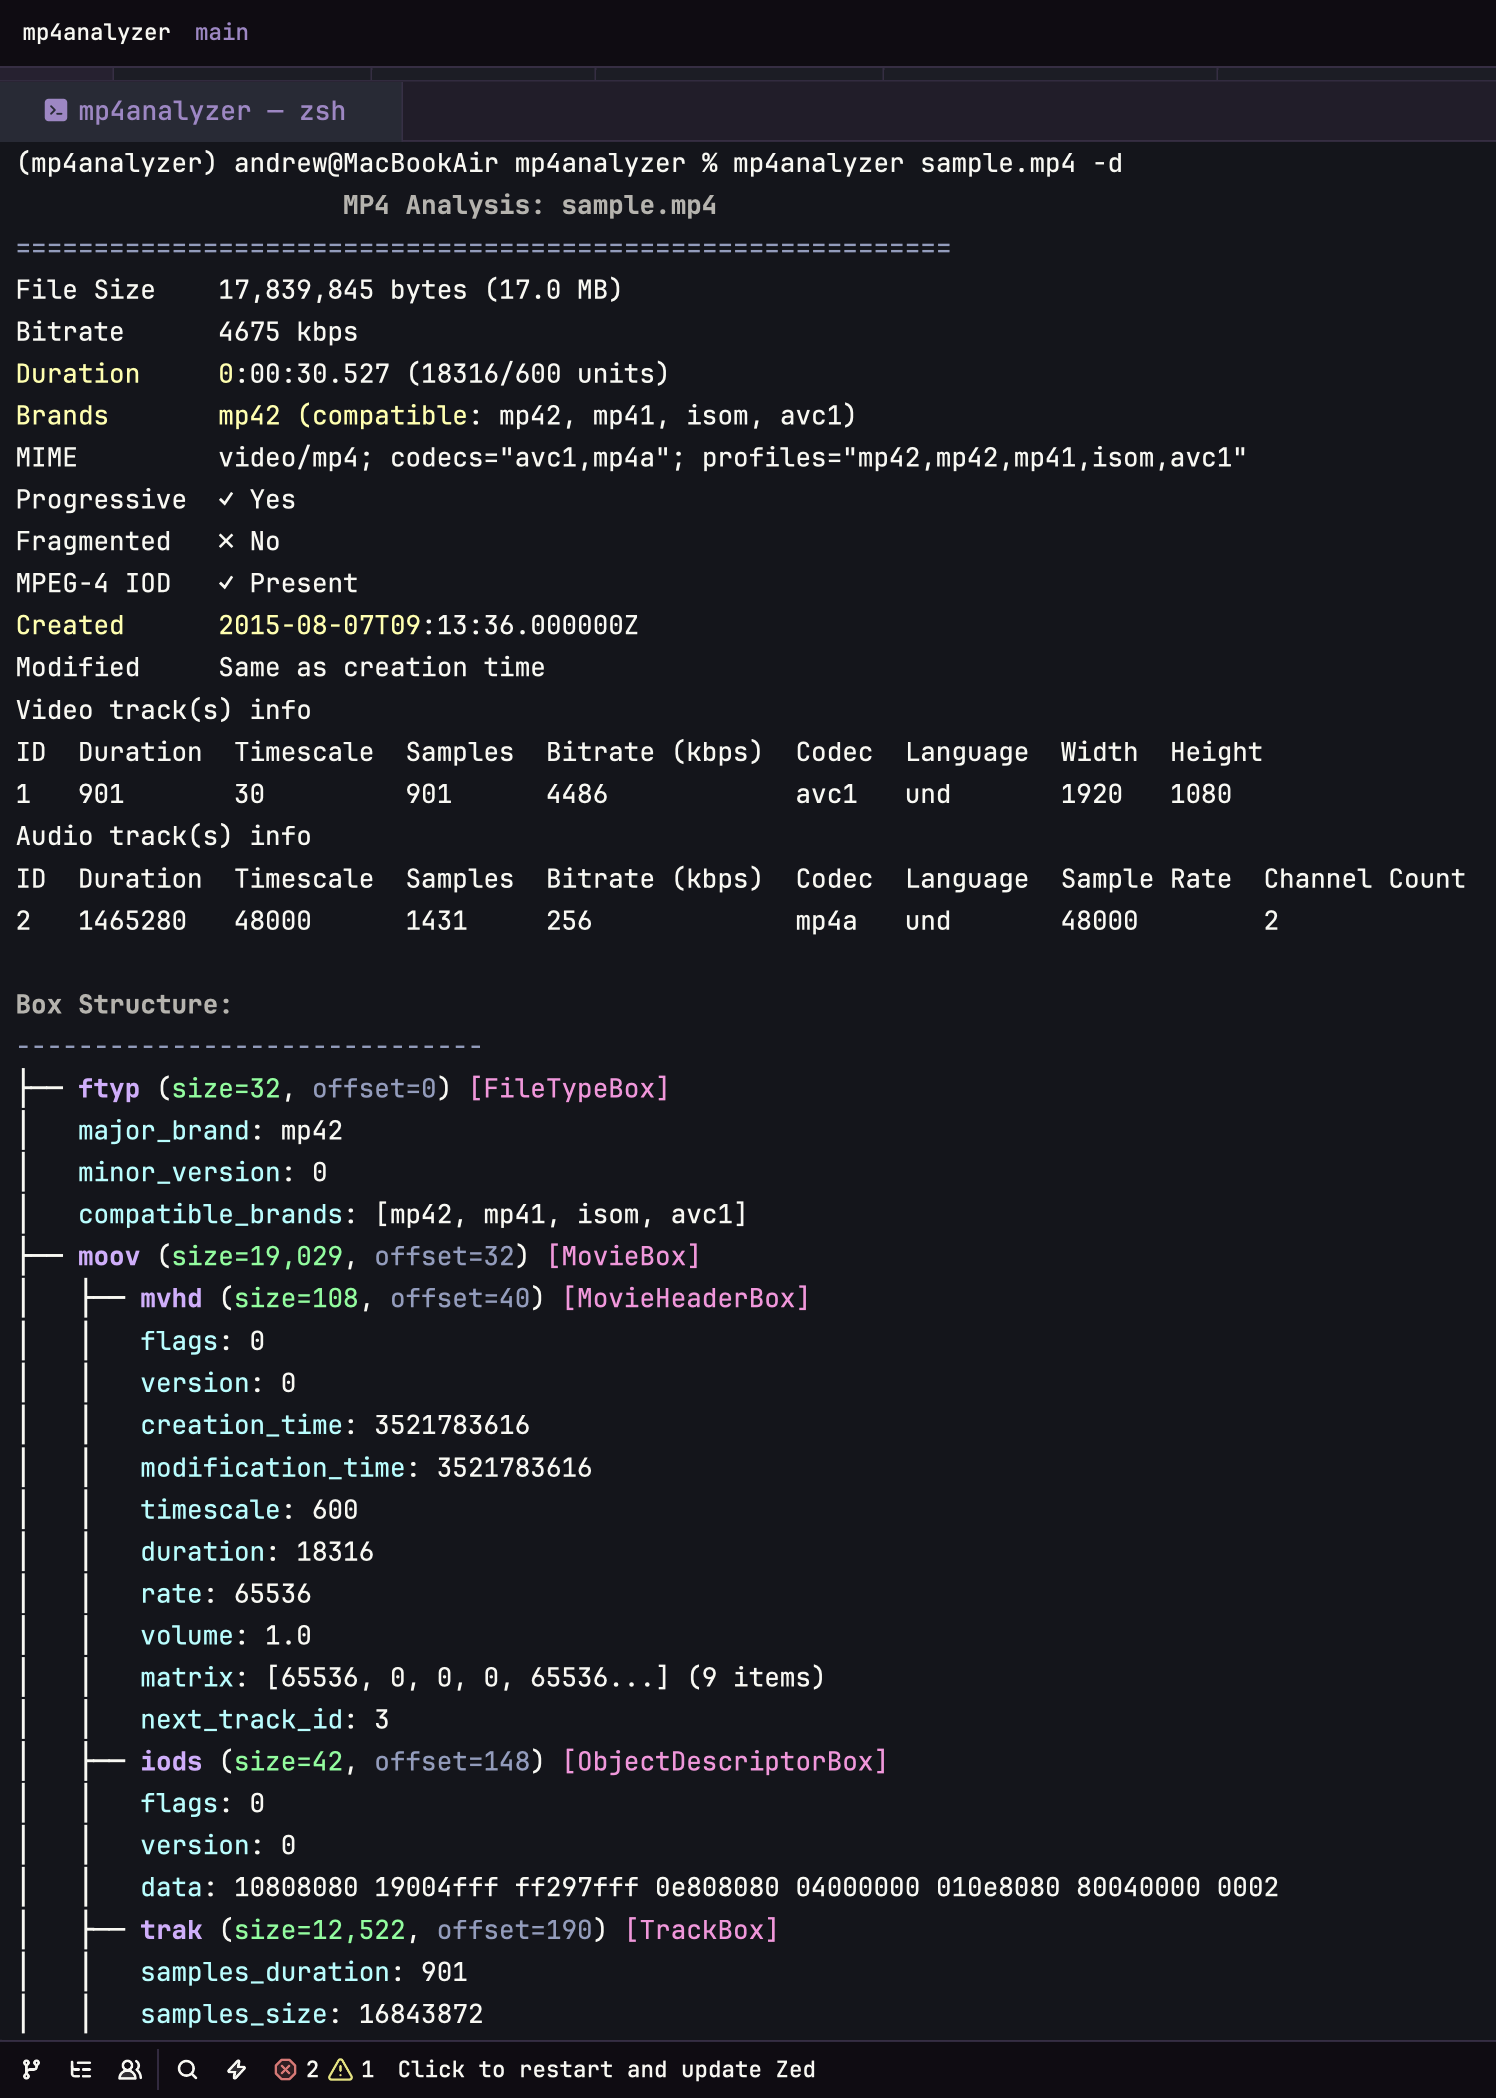 mp4analyzer main
mp4analyzer — zsh
(mp4analyzer) andrew@MacBookAir mp4analyzer % mp4analyzer sample.mp4 -d
MP4 Analysis: sample.mp4
============================================================
File Size    17,839,845 bytes (17.0 MB)
Bitrate      4675 kbps
Duration     0:00:30.527 (18316/600 units)
Brands       mp42 (compatible: mp42, mp41, isom, avc1)
MIME         video/mp4; codecs="avc1,mp4a"; profiles="mp42,mp42,mp41,isom,avc1"
Progressive  ✓ Yes
Fragmented   ✕ No
MPEG-4 IOD   ✓ Present
Created      2015-08-07T09:13:36.000000Z
Modified     Same as creation time
Video track(s) info
ID  Duration  Timescale  Samples  Bitrate (kbps)  Codec  Language  Width  Height
1   901       30         901      4486            avc1   und       1920   1080
Audio track(s) info
ID  Duration  Timescale  Samples  Bitrate (kbps)  Codec  Language  Sample Rate  Channel Count
2   1465280   48000      1431     256             mp4a   und       48000        2
Box Structure:
------------------------------
├── ftyp (size=32, offset=0) [FileTypeBox]
│   major_brand: mp42
│   minor_version: 0
│   compatible_brands: [mp42, mp41, isom, avc1]
├── moov (size=19,029, offset=32) [MovieBox]
│   ├── mvhd (size=108, offset=40) [MovieHeaderBox]
│   │   flags: 0
│   │   version: 0
│   │   creation_time: 3521783616
│   │   modification_time: 3521783616
│   │   timescale: 600
│   │   duration: 18316
│   │   rate: 65536
│   │   volume: 1.0
│   │   matrix: [65536, 0, 0, 0, 65536...] (9 items)
│   │   next_track_id: 3
│   ├── iods (size=42, offset=148) [ObjectDescriptorBox]
│   │   flags: 0
│   │   version: 0
│   │   data: 10808080 19004fff ff297fff 0e808080 04000000 010e8080 80040000 0002
│   ├── trak (size=12,522, offset=190) [TrackBox]
│   │   samples_duration: 901
│   │   samples_size: 16843872
2 1 Click to restart and update Zed